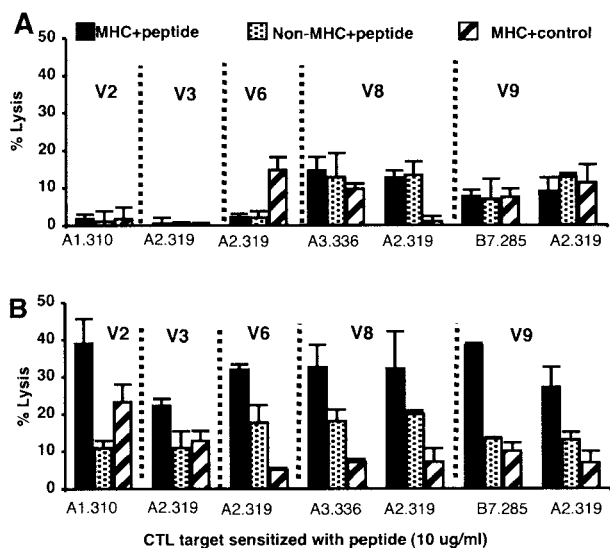 A
MHC+peptide Non-MHC+peptide MHC+control
50
40
30
20
10
0
% Lysis
V2 V3 V6 V8 V9
A1.310 A2.319 A2.319 A3.336 A2.319 B7.285 A2.319
B
50
40
30
20
10
0
% Lysis
V2 V3 V6 V8 V9
A1.310 A2.319 A2.319 A3.336 A2.319 B7.285 A2.319
CTL target sensitized with peptide (10 ug/ml)